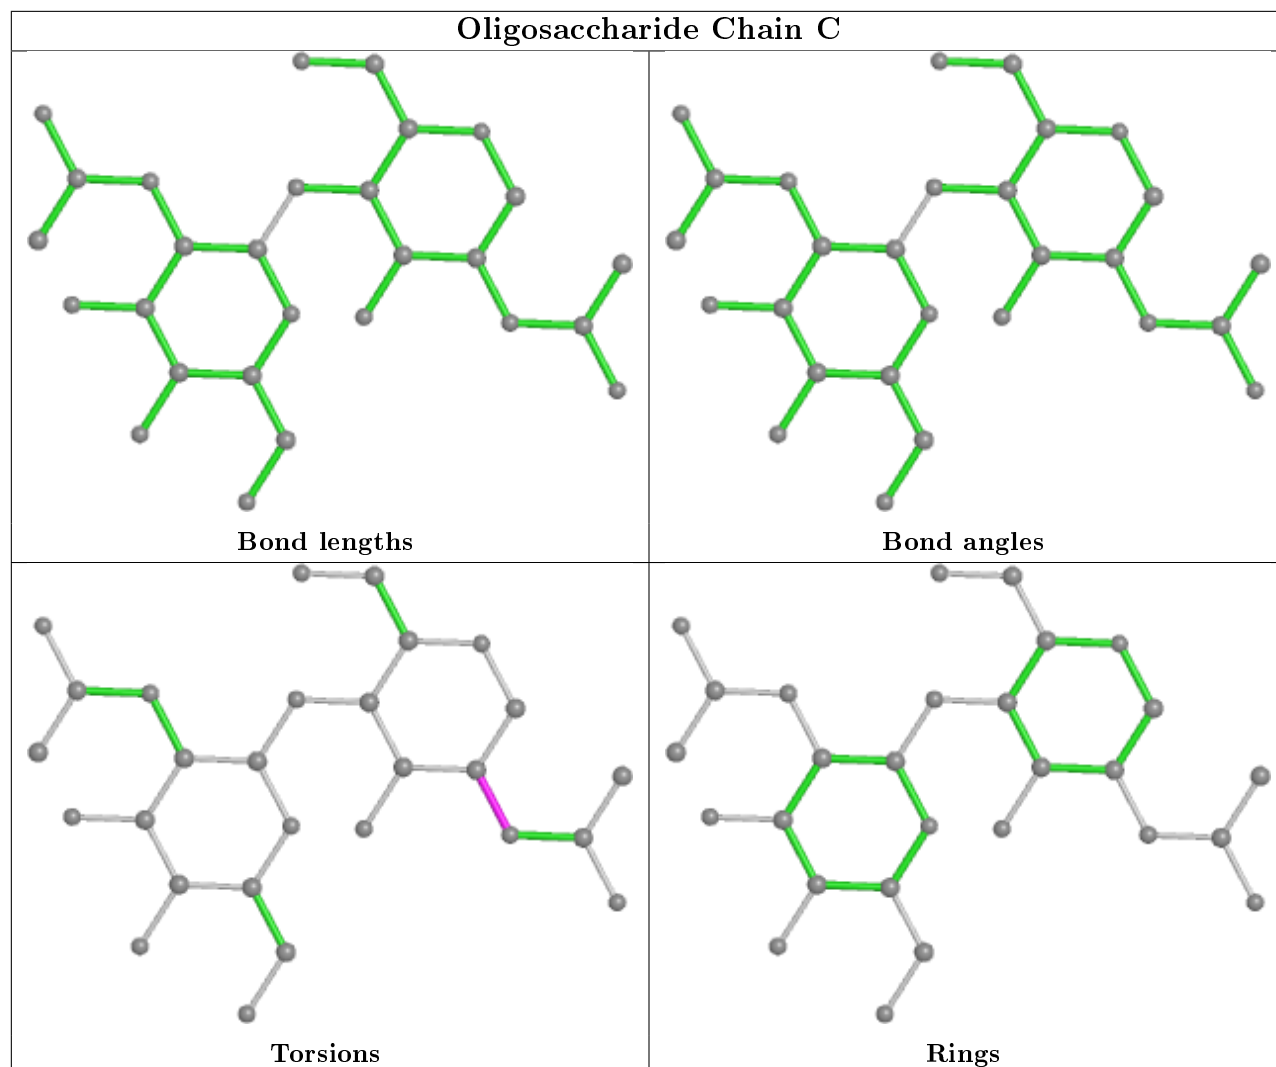 Oligosaccharide Chain C
Bond lengths
Bond angles
Torsions
Rings